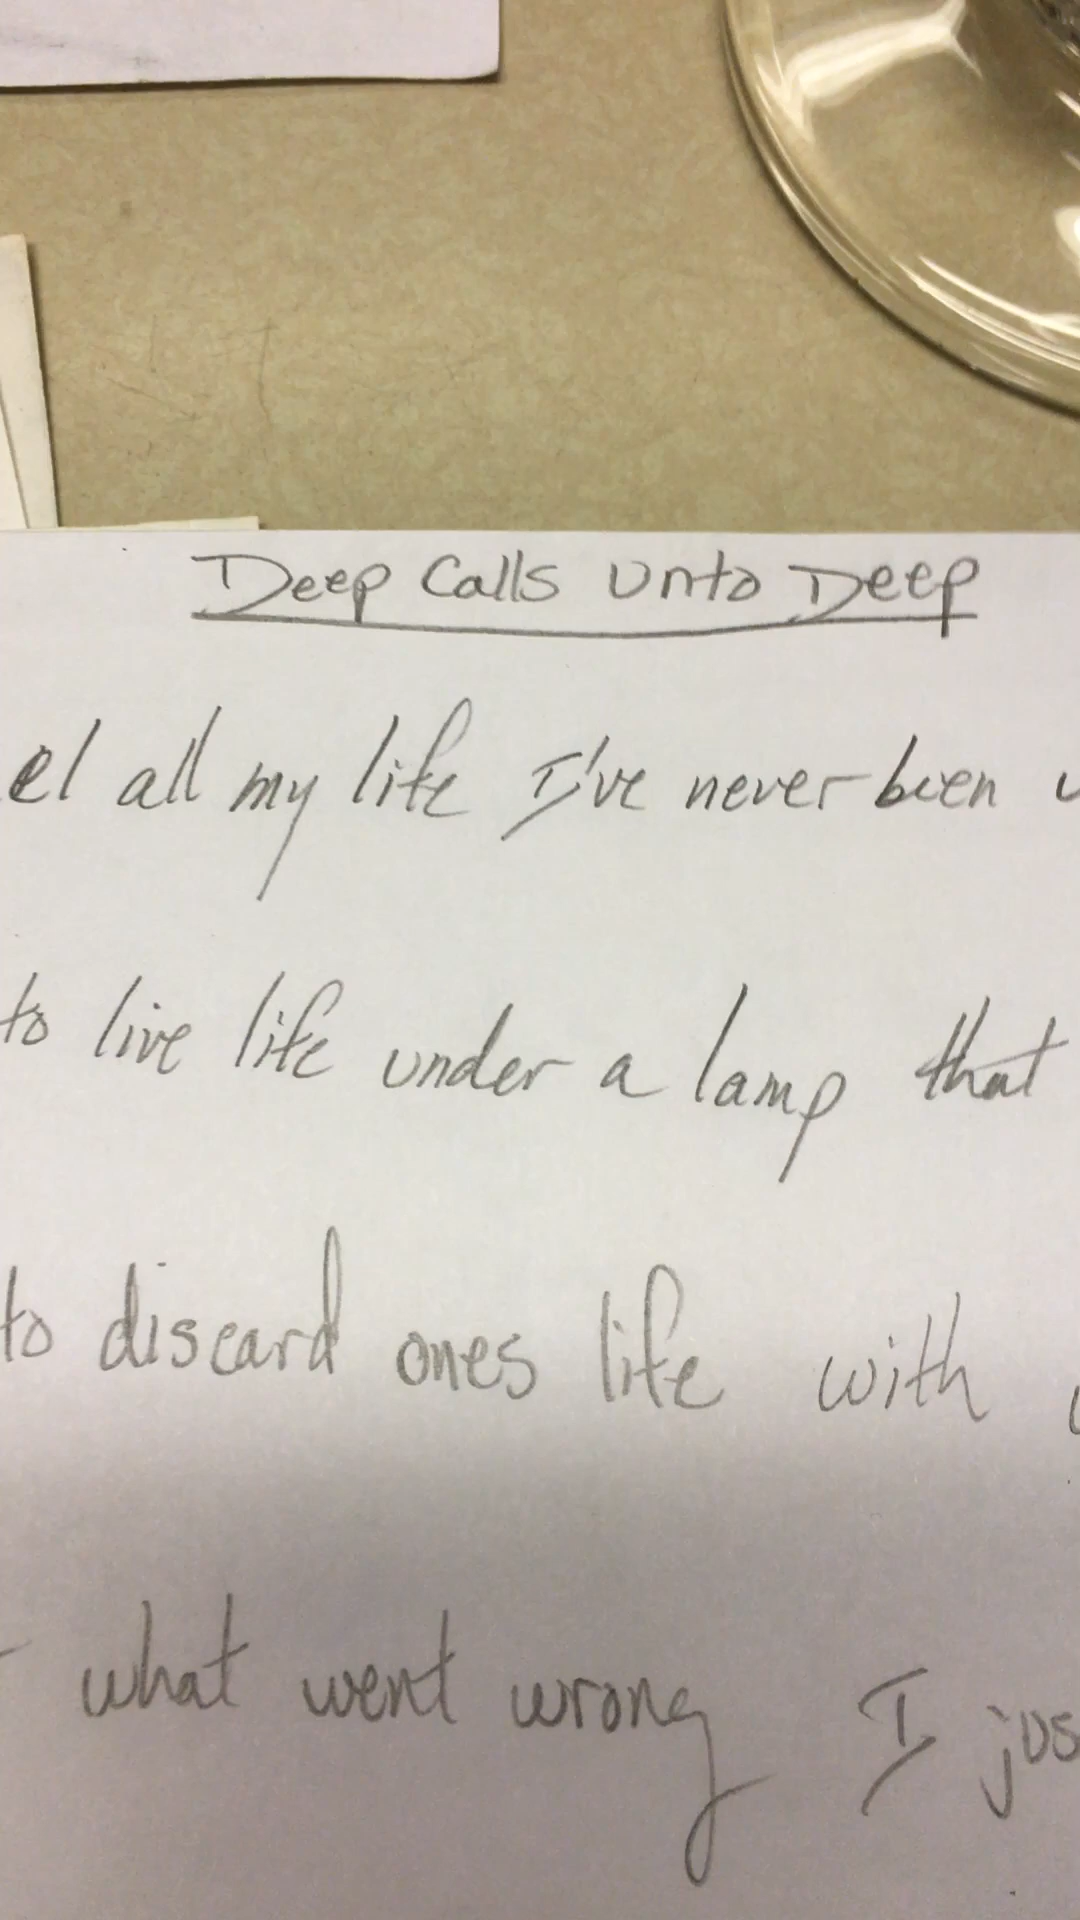 Deep Calls Unto Deep
el all my life I've never been
to live life under a lamp that
to discard ones life with
what went wrong I jus